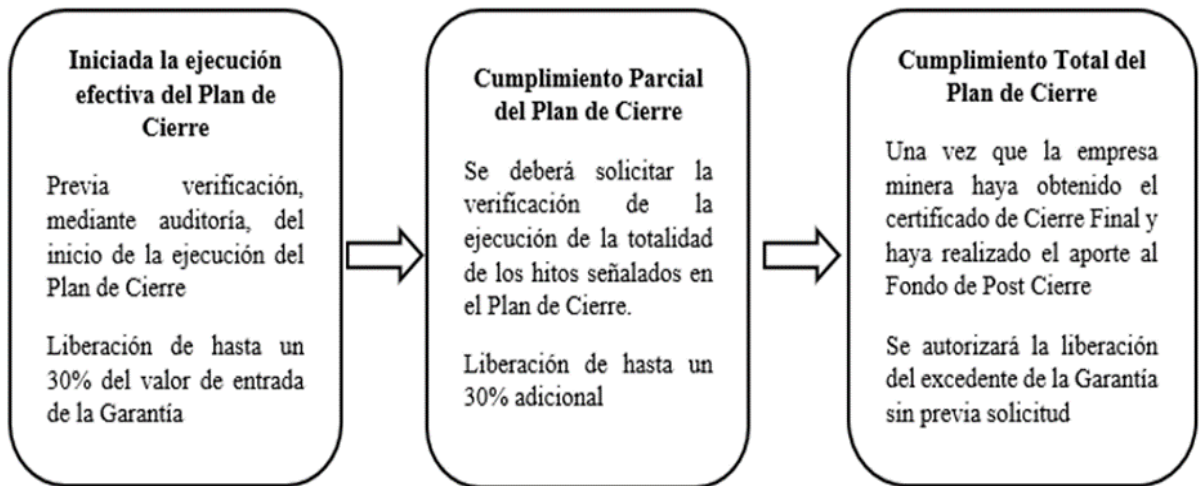 Iniciada la ejecución
efectiva del Plan de
Cierre
Previa verificación,
mediante auditoría, del
inicio de la ejecución del
Plan de Cierre
Liberación de hasta un
30% del valor de entrada
de la Garantía
Cumplimiento Parcial
del Plan de Cierre
Se deberá solicitar la
verificación de la
ejecución de la totalidad
de los hitos señalados en
el Plan de Cierre.
Liberación de hasta un
30% adicional
Cumplimiento Total del
Plan de Cierre
Una vez que la empresa
minera haya obtenido el
certificado de Cierre Final y
haya realizado el aporte al
Fondo de Post Cierre
Se autorizará la liberación
del excedente de la Garantía
sin previa solicitud